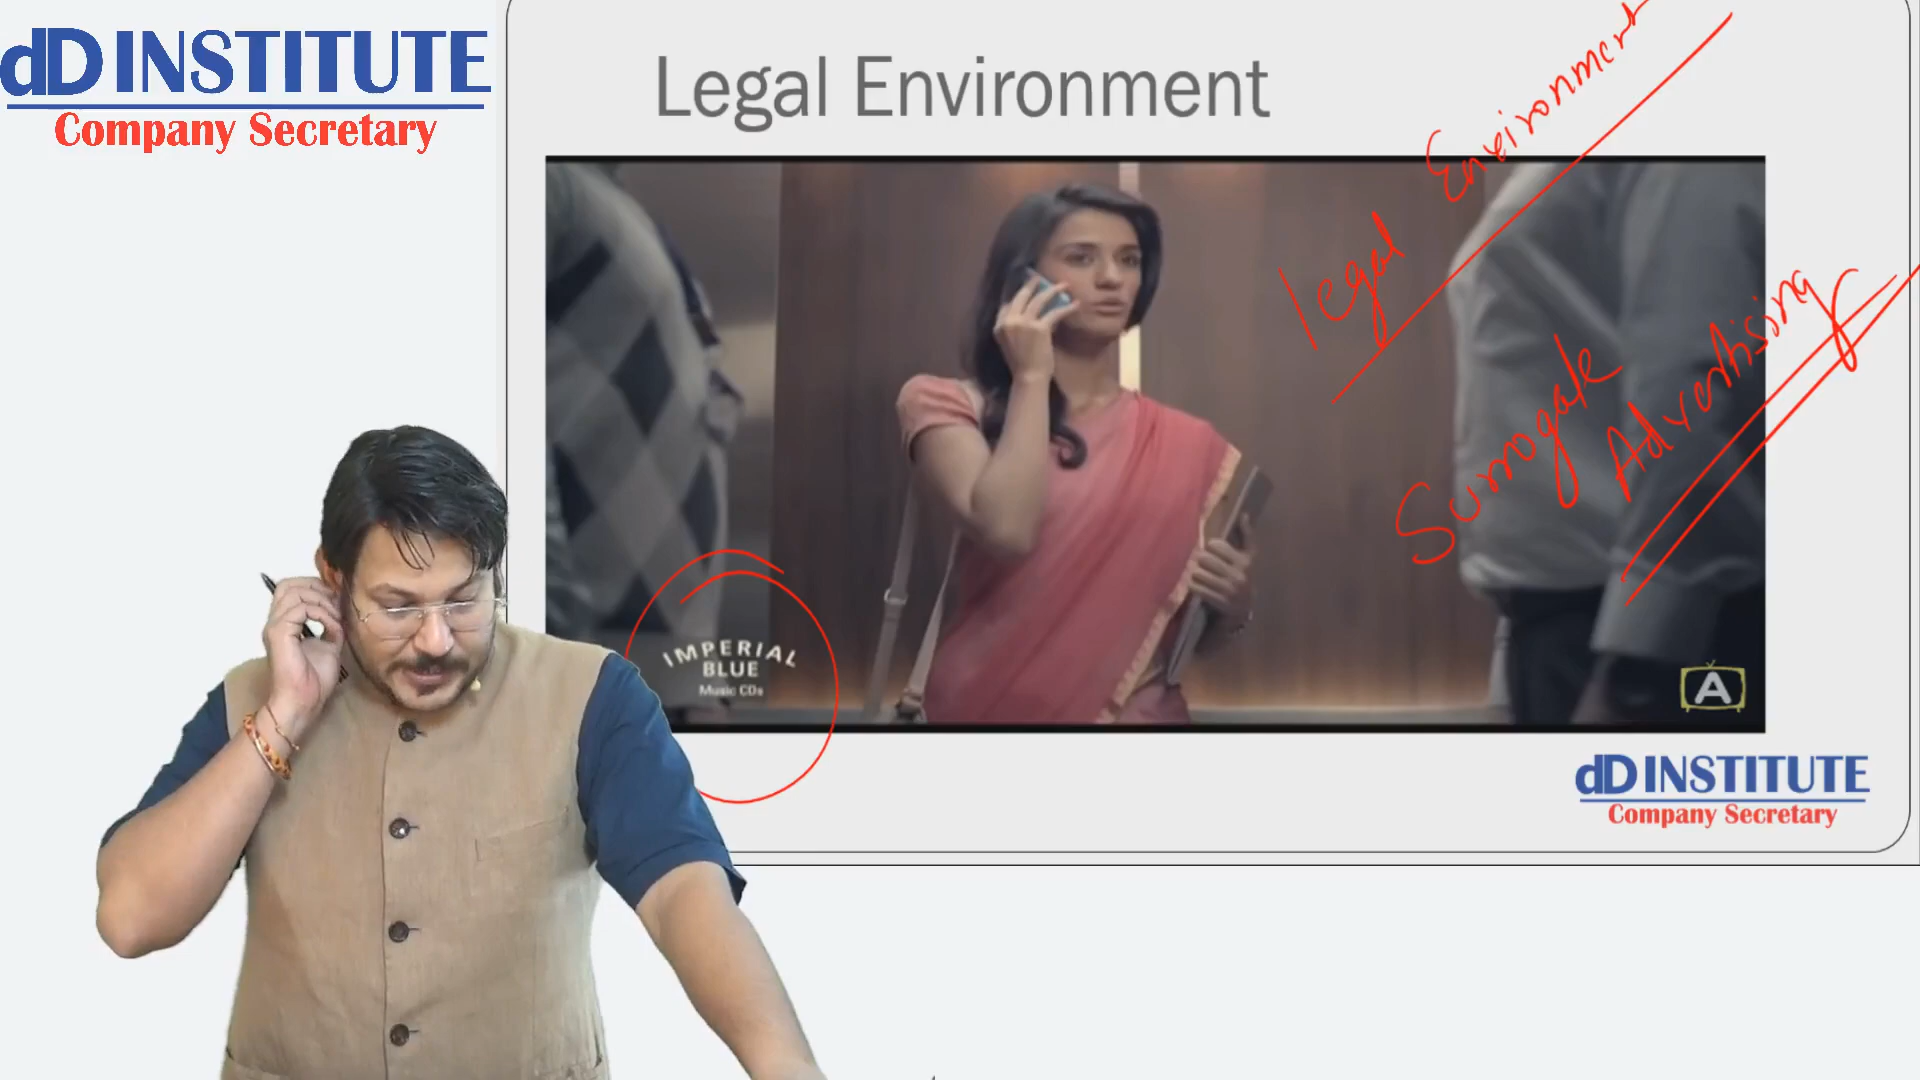 dD INSTITUTE
Company Secretary
Legal Environment
Legal Environment
Surrogate
Advertising
IMPERIAL
BLUE
Music CDs
A
dD INSTITUTE
Company Secretary